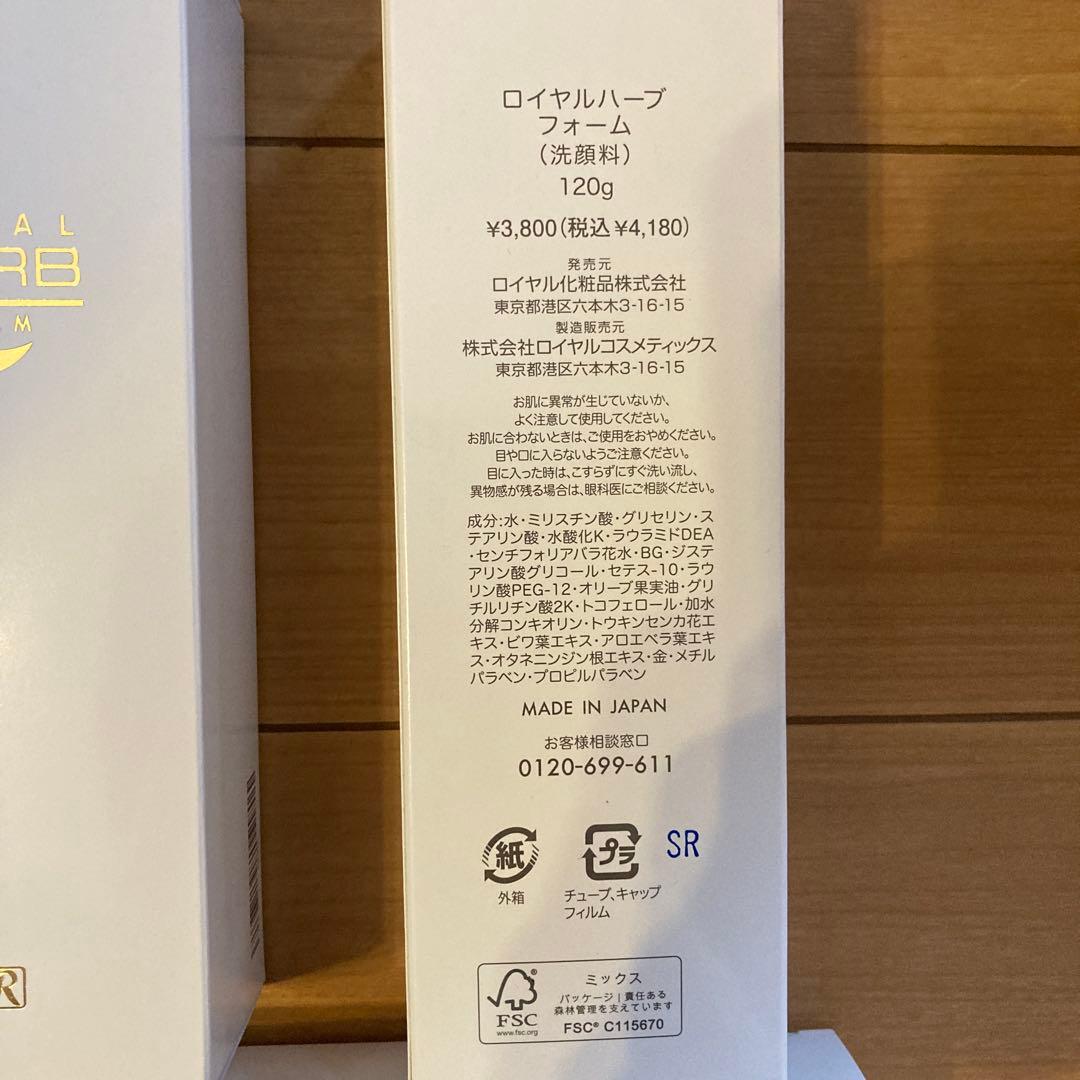 AL
RB
M
R
ロイヤルハーブ
フォーム
(洗顔料)
120g
¥3,800(税込¥4,180)
発売元
ロイヤル化粧品株式会社
東京都港区六本木3-16-15
製造販売元
株式会社ロイヤルコスメティックス
東京都港区六本木3-16-15
お肌に異常が生じていないか、
よく注意して使用してください。
お肌に合わないときは、ご使用をおやめください。
目や口に入らないようご注意ください。
目に入った時は、こすらずにすぐ洗い流し、
異物感が残る場合は、眼科医にご相談ください。
成分:水・ミリスチン酸・グリセリン・ス
テアリン酸・水酸化K・ラウラミドDEA
・センチフォリアバラ花水・BG・ジステ
アリン酸グリコール・セテス-10・ラウ
リン酸PEG-12・オリーブ果実油・グリ
チルリチン酸2K・トコフェロール・加水
分解コンキオリン・トウキンセンカ花エ
キス・ビワ葉エキス・アロエベラ葉エキ
ス・オタネニンジン根エキス・金・メチル
パラベン・プロピルパラベン
MADE IN JAPAN
お客様相談窓口
0120-699-611
紙
外箱
プラ
チューブ、キャップ
フィルム
SR
FSC
www.fsc.org
ミックス
パッケージ|責任ある
森林管理を支えています
FSC® C115670